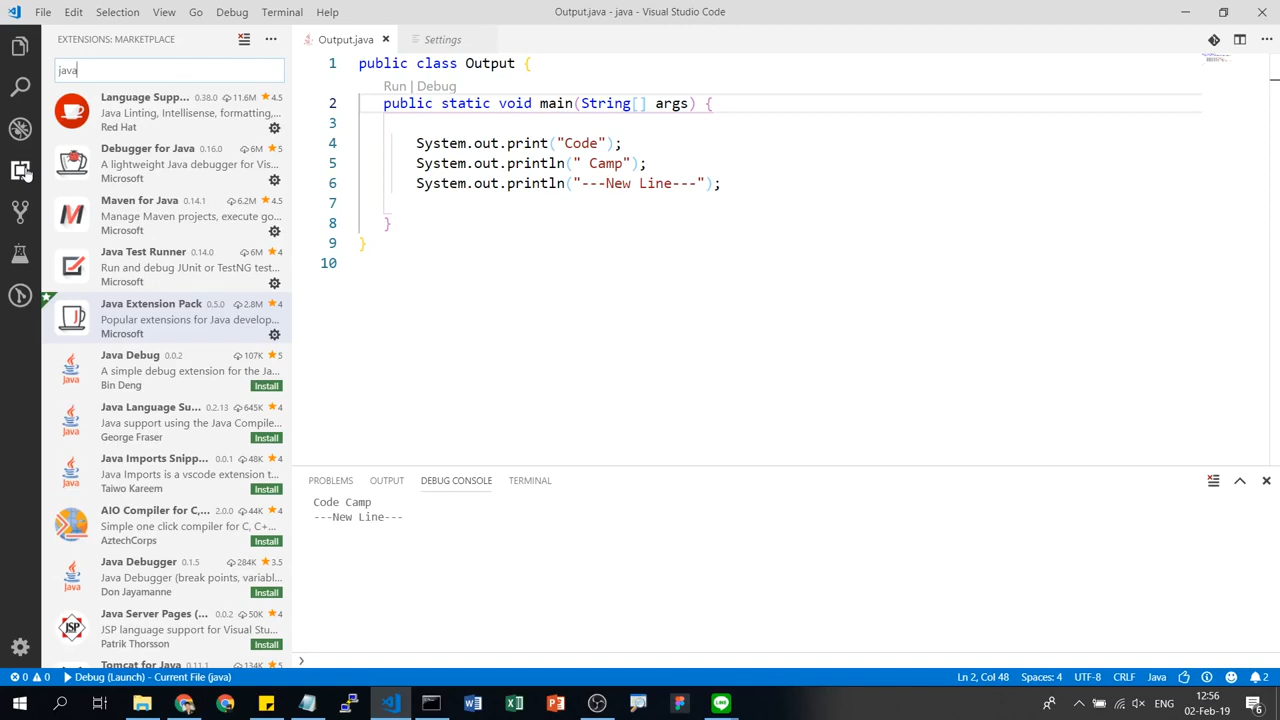 File Edit Selection View Go Debug Terminal Help
Output.java - java - Visual Studio Code
EXTENSIONS: MARKETPLACE
java
Language Supp... 0.38.0 11.6M 4.5
Java Linting, Intellisense, formatting,...
Red Hat
Debugger for Java 0.16.0 6M 5
A lightweight Java debugger for Vis...
Microsoft
Maven for Java 0.14.1 6.2M 4.5
Manage Maven projects, execute go...
Microsoft
Java Test Runner 0.14.0 6M 4
Run and debug JUnit or TestNG test...
Microsoft
Java Extension Pack 0.5.0 2.8M 4
Popular extensions for Java develop...
Microsoft
Java Debug 0.0.2 107K 5
A simple debug extension for the Ja...
Bin Deng Install
Java Language Su... 0.2.13 645K 4
Java support using the Java Compile...
George Fraser Install
Java Imports Snipp... 0.0.1 48K 4
Java Imports is a vscode extension t...
Taiwo Kareem Install
AIO Compiler for C,... 2.0.0 44K 4
Simple one click compiler for C, C+...
AztechCorps Install
Java Debugger 0.1.5 284K 3.5
Java Debugger (break points, variabl...
Don Jayamanne Install
Java Server Pages (... 0.0.2 50K 4
JSP language support for Visual Stu...
Patrik Thorsson Install
Tomcat for Java 0.11.1 134K 5
Output.java Settings
1 public class Output {
Run | Debug
2 public static void main(String[] args) {
3
4 System.out.print("Code");
5 System.out.println(" Camp");
6 System.out.println("---New Line---");
7
8 }
9 }
10
PROBLEMS OUTPUT DEBUG CONSOLE TERMINAL
Code Camp
---New Line---
0 0 Debug (Launch) - Current File (java)
Ln 2, Col 48 Spaces: 4 UTF-8 CRLF Java 2
ENG
12:56
02-Feb-19
6